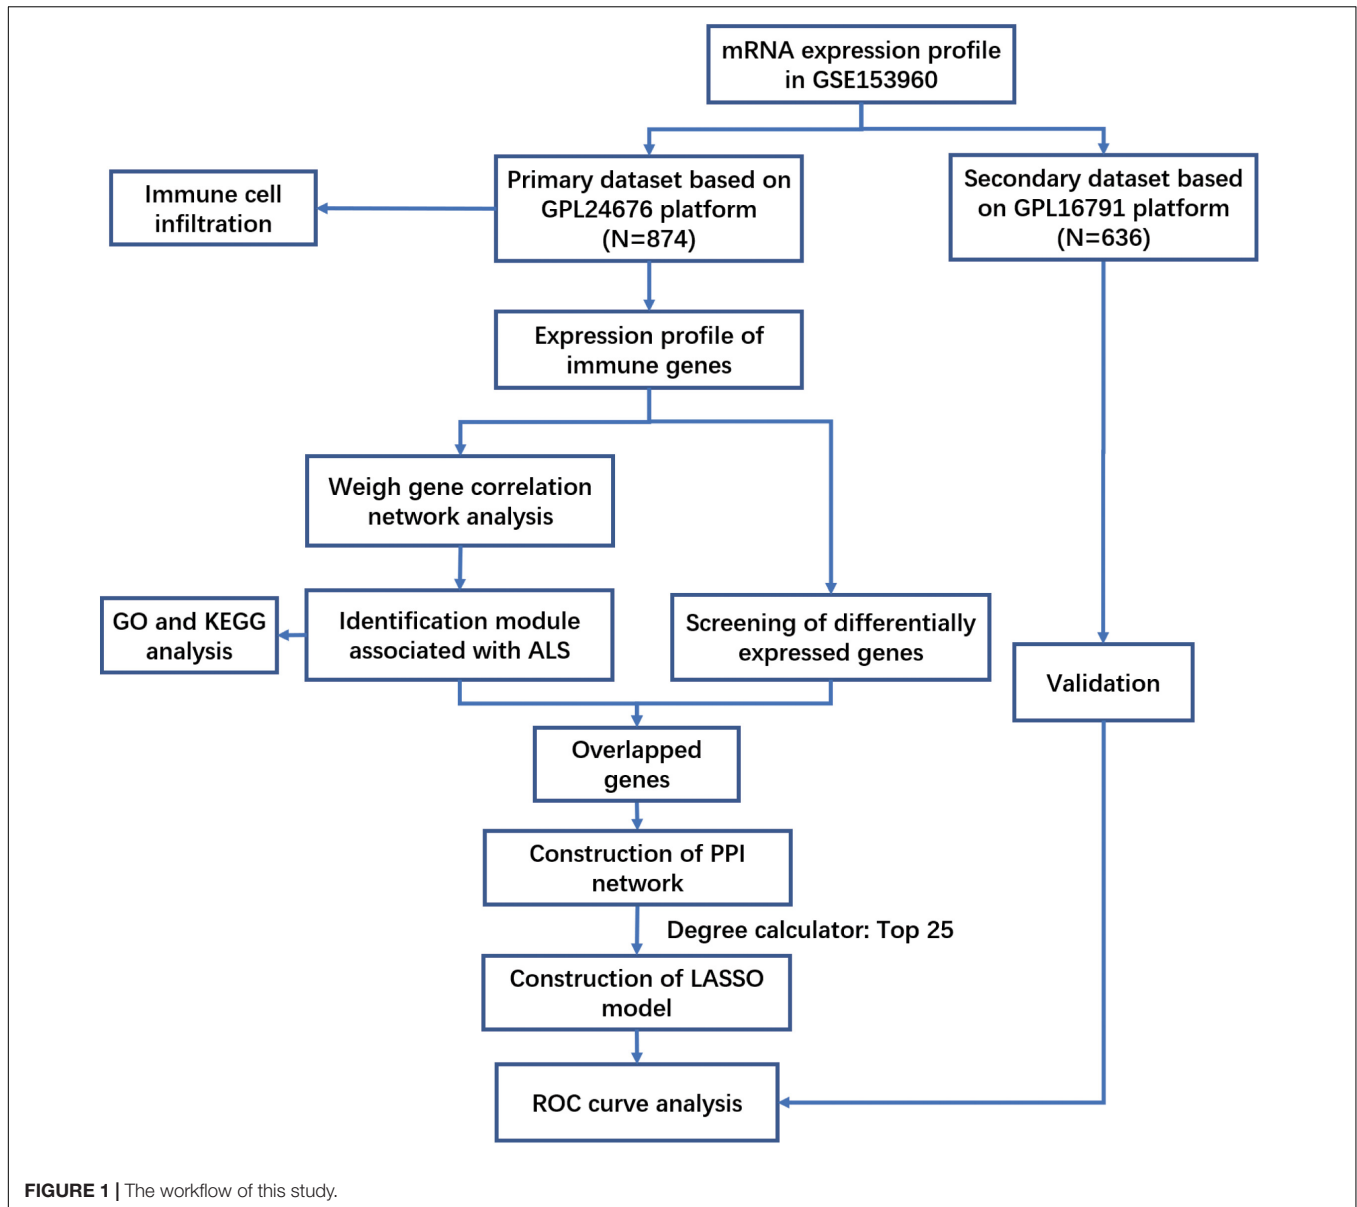 mRNA expression profile
in GSE153960
Primary dataset based on
GPL24676 platform
(N=874)
Secondary dataset based
on GPL16791 platform
(N=636)
Immune cell
infiltration
Expression profile of
immune genes
Weigh gene correlation
network analysis
GO and KEGG
analysis
Identification module
associated with ALS
Screening of differentially
expressed genes
Validation
Overlapped
genes
Construction of PPI
network
Degree calculator: Top 25
Construction of LASSO
model
ROC curve analysis
FIGURE 1 | The workflow of this study.